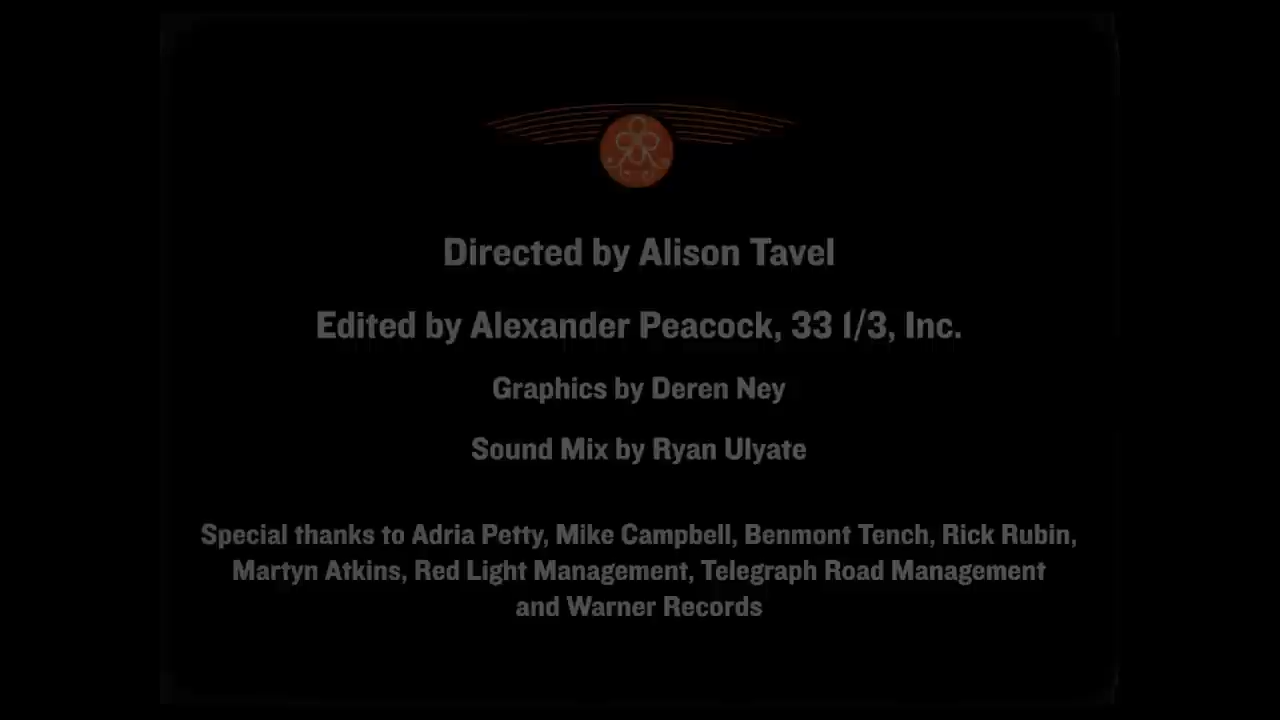 Directed by Alison Tavel
Edited by Alexander Peacock, 33 1/3, Inc.
Graphics by Deren Ney
Sound Mix by Ryan Ulyate
Special thanks to Adria Petty, Mike Campbell, Benmont Tench, Rick Rubin,
Martyn Atkins, Red Light Management, Telegraph Road Management
and Warner Records